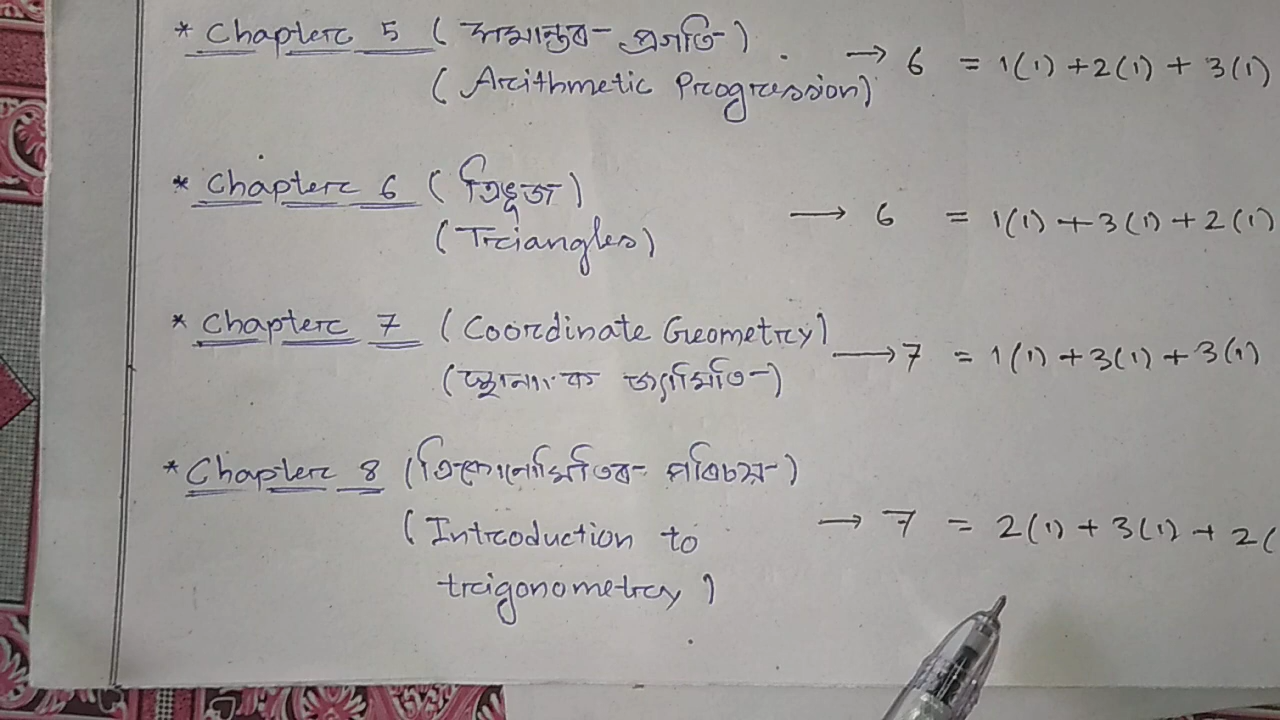 * Chapter 5 (সমান্তৰ প্ৰগতি)
(Arithmetic Progression) → 6 = 1(1) + 2(1) + 3(1)
* Chapter 6 (ত্ৰিভূজ)
(Triangles) → 6 = 1(1) + 3(1) + 2(1)
* Chapter 7 (Coordinate Geometry)
(স্থানাংক জ্যামিতি) → 7 = 1(1) + 3(1) + 3(1)
* Chapter 8 (ত্ৰিকোনোমিতিৰ পৰিচয়)
(Introduction to → 7 = 2(1) + 3(1) + 2(
trigonometry)